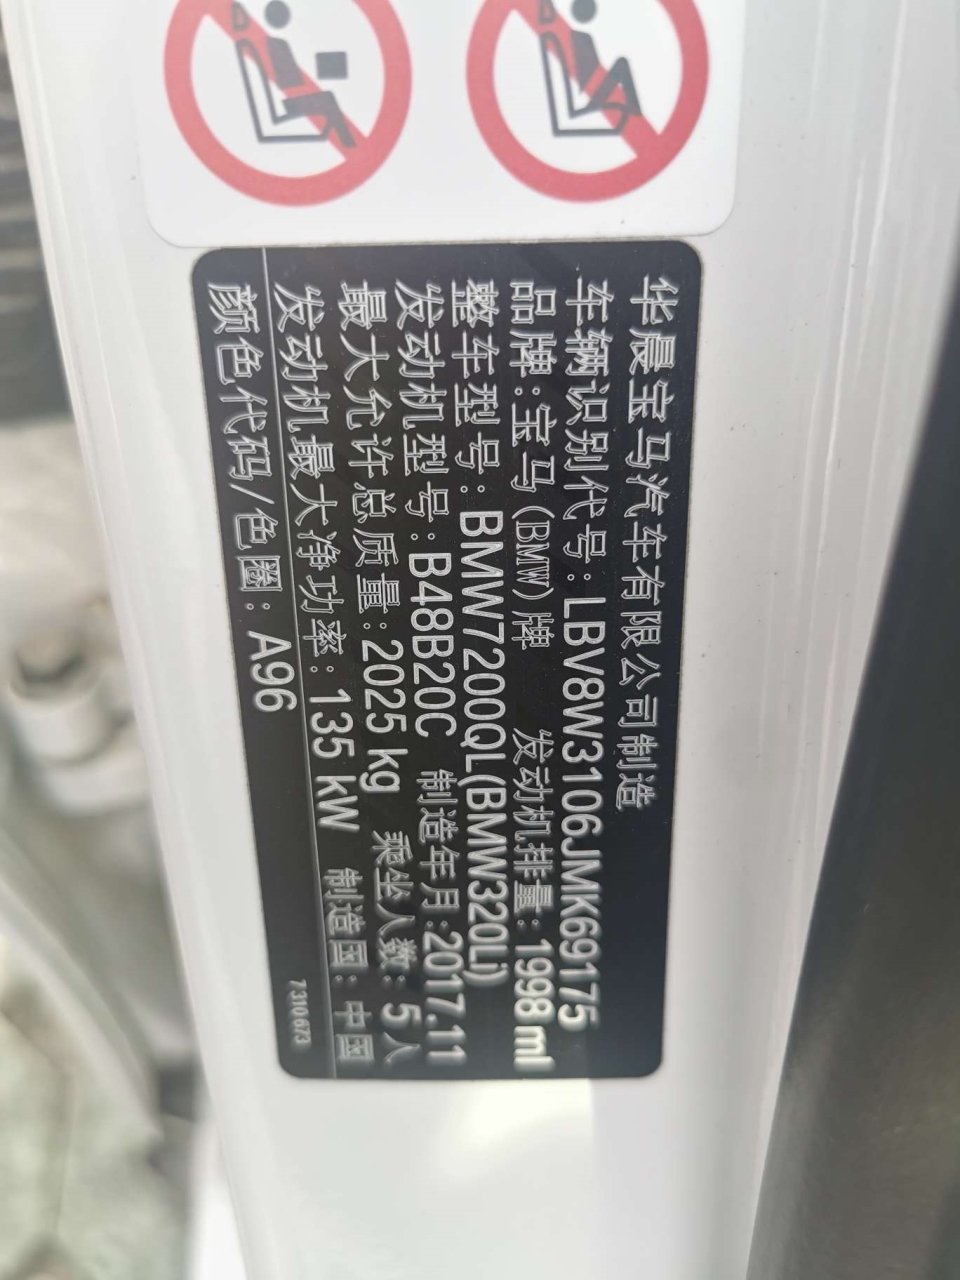 华晨宝马汽车有限公司制造
车辆识别代号:LBV8W3106JMK69175
品牌:宝马(BMW)牌 发动机排量:1998 ml
整车型号:BMW7200QL(BMW320Li)
发动机型号:B48B20C 制造年月:2017.11
最大允许总质量:2025 kg 乘坐人数:5人
发动机最大净功率:135 kW 制造国:中国
颜色代码/色圈:A96
7310673